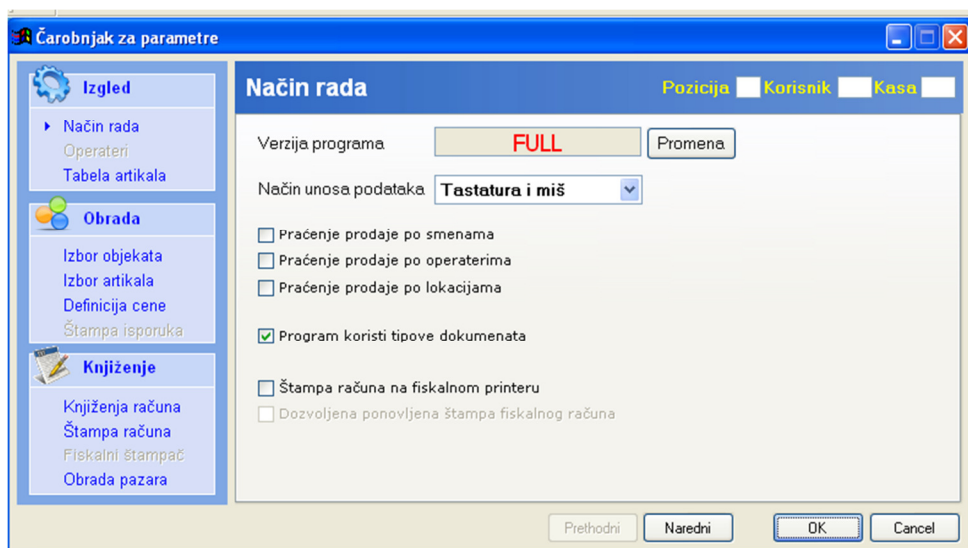 Čarobnjak za parametre
Izgled
Način rada
Operateri
Tabela artikala
Obrada
Izbor objekata
Izbor artikala
Definicija cene
Štampa isporuka
Knjiženje
Knjiženja računa
Štampa računa
Fiskalni štampač
Obrada pazara
Način rada Pozicija Korisnik Kasa
Verzija programa FULL Promena
Način unosa podataka Tastatura i miš
Praćenje prodaje po smenama
Praćenje prodaje po operaterima
Praćenje prodaje po lokacijama
Program koristi tipove dokumenata
Štampa računa na fiskalnom printeru
Dozvoljena ponovljena štampa fiskalnog računa
Prethodni Naredni OK Cancel